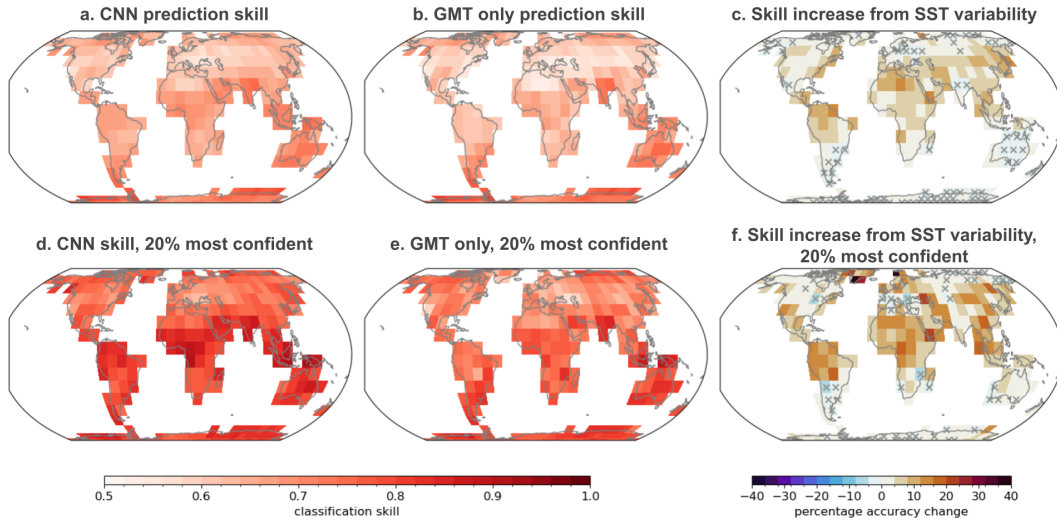 a. CNN prediction skill
b. GMT only prediction skill
c. Skill increase from SST variability
d. CNN skill, 20% most confident
e. GMT only, 20% most confident
f. Skill increase from SST variability,
20% most confident
0.5 0.6 0.7 0.8 0.9 1.0
classification skill
−40 −30 −20 −10 0 10 20 30 40
percentage accuracy change